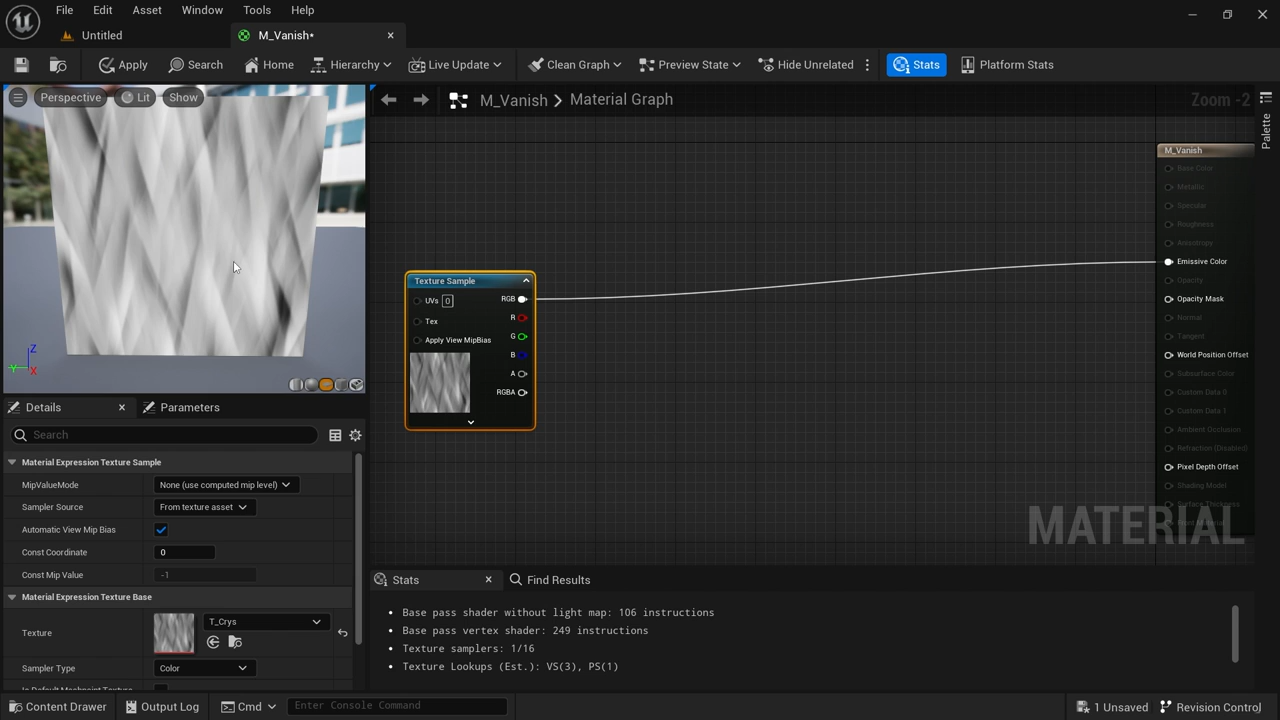 File Edit Asset Window Tools Help
Untitled
M_Vanish*
Apply Search Home Hierarchy Live Update Clean Graph Preview State Hide Unrelated Stats Platform Stats
Perspective Lit Show
M_Vanish > Material Graph
Zoom -2
Palette
M_Vanish
Base Color
Metallic
Specular
Roughness
Anisotropy
Emissive Color
Opacity
Opacity Mask
Normal
Tangent
World Position Offset
Subsurface Color
Custom Data 0
Custom Data 1
Ambient Occlusion
Refraction (Disabled)
Pixel Depth Offset
Shading Model
Surface Thickness
Front Material
Texture Sample
UVs 0
Tex
Apply View MipBias
RGB
R
G
B
A
RGBA
MATERIAL
Z
Y
X
Details Parameters
Search
Material Expression Texture Sample
MipValueMode None (use computed mip level)
Sampler Source From texture asset
Automatic View Mip Bias
Const Coordinate 0
Const Mip Value -1
Material Expression Texture Base
Texture T_Crys
Sampler Type Color
Is Default Meshpaint Texture
Stats Find Results
• Base pass shader without light map: 106 instructions
• Base pass vertex shader: 249 instructions
• Texture samplers: 1/16
• Texture Lookups (Est.): VS(3), PS(1)
Content Drawer Output Log Cmd Enter Console Command 1 Unsaved Revision Control